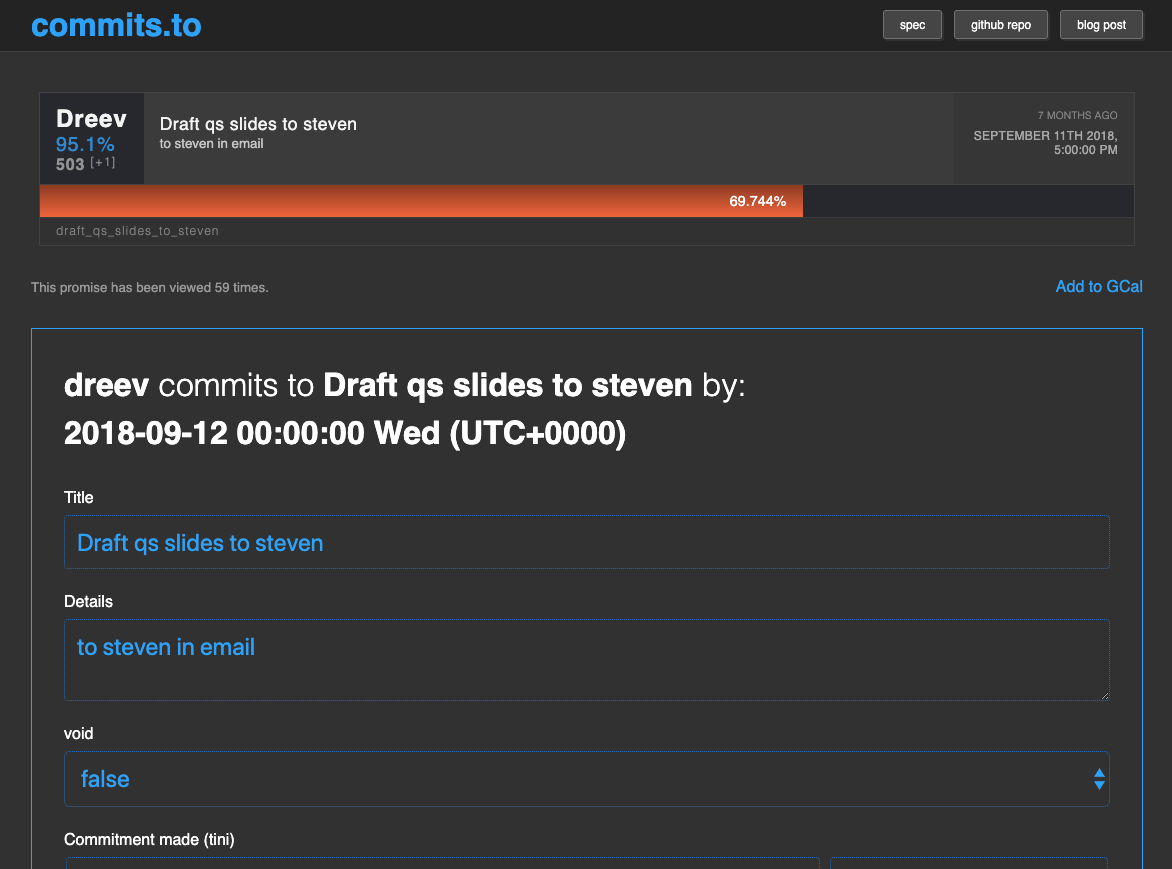 commits.to
spec
github repo
blog post
Dreev
95.1%
503 [+1]
Draft qs slides to steven
to steven in email
7 MONTHS AGO
SEPTEMBER 11TH 2018,
5:00:00 PM
69.744%
draft_qs_slides_to_steven
This promise has been viewed 59 times.
Add to GCal
dreev commits to Draft qs slides to steven by:
2018-09-12 00:00:00 Wed (UTC+0000)
Title
Draft qs slides to steven
Details
to steven in email
void
false
Commitment made (tini)